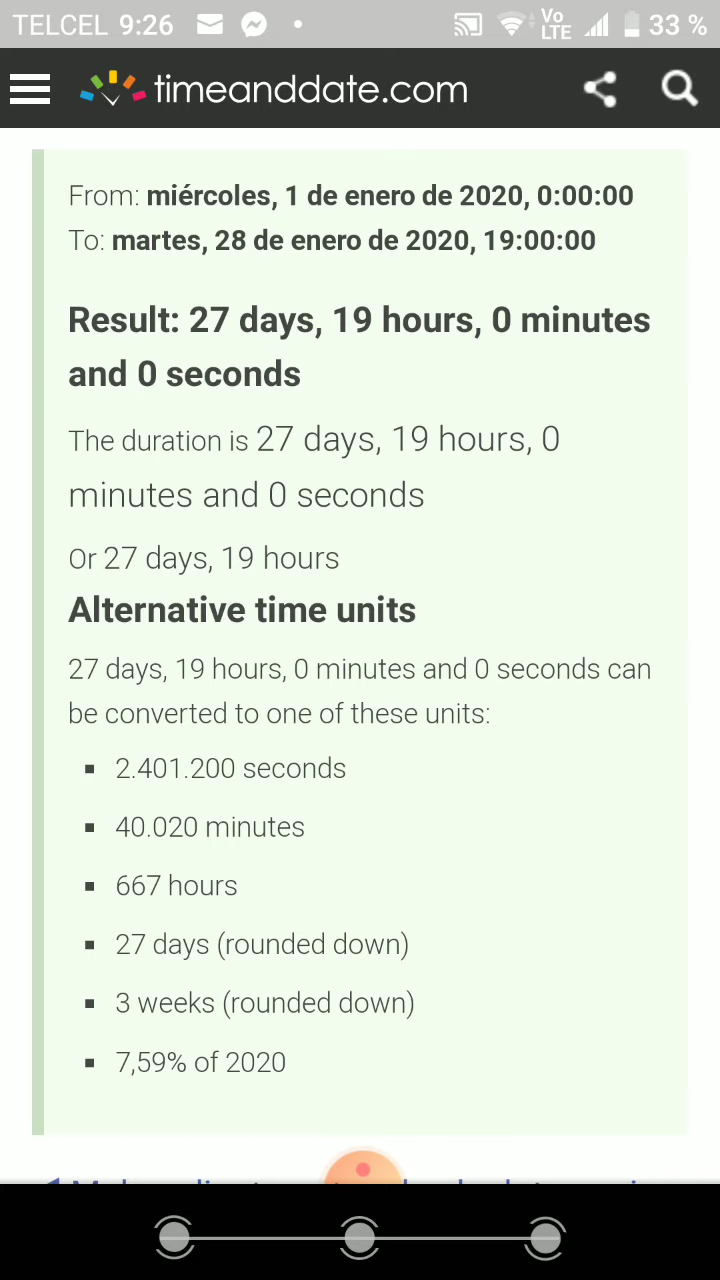 TELCEL 9:26 Vo LTE 33 %
timeanddate.com
From: miércoles, 1 de enero de 2020, 0:00:00
To: martes, 28 de enero de 2020, 19:00:00
Result: 27 days, 19 hours, 0 minutes
and 0 seconds
The duration is 27 days, 19 hours, 0
minutes and 0 seconds
Or 27 days, 19 hours
Alternative time units
27 days, 19 hours, 0 minutes and 0 seconds can
be converted to one of these units:
▪ 2.401.200 seconds
▪ 40.020 minutes
▪ 667 hours
▪ 27 days (rounded down)
▪ 3 weeks (rounded down)
▪ 7,59% of 2020